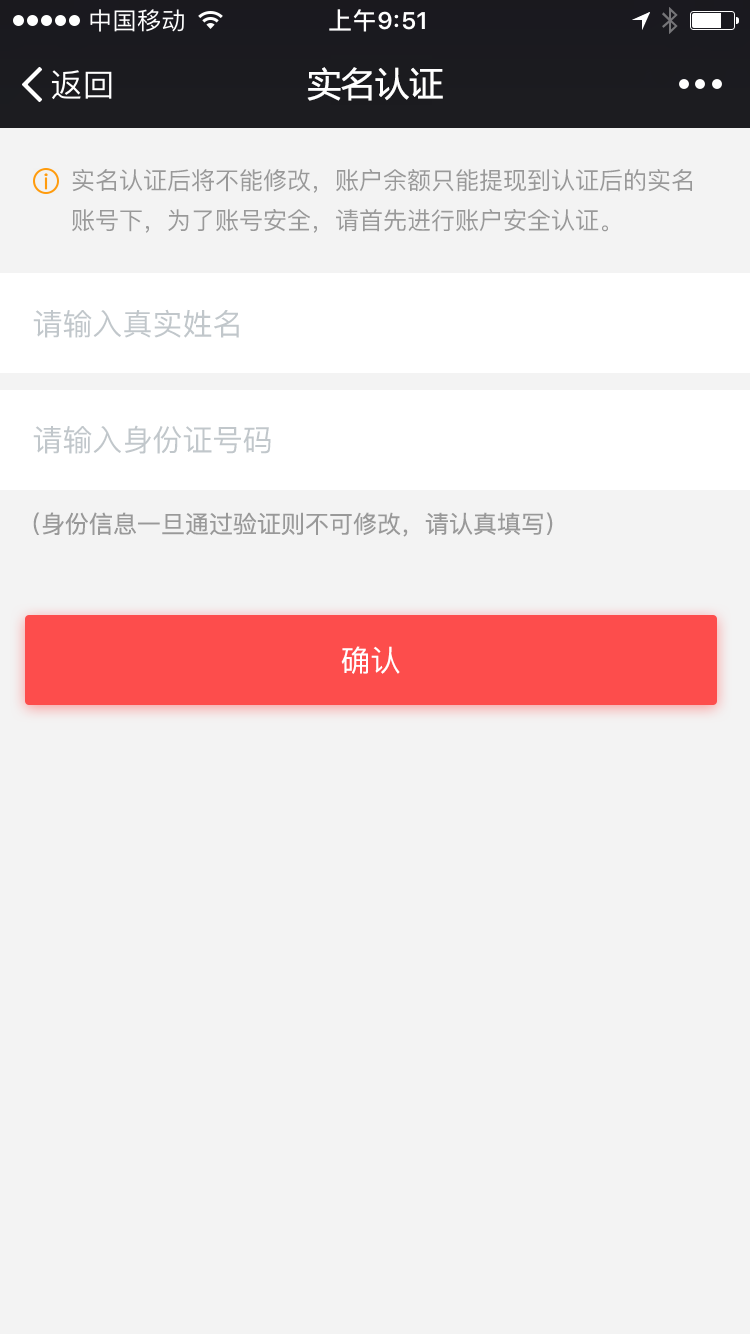 中国移动 上午9:51
返回 实名认证
实名认证后将不能修改，账户余额只能提现到认证后的实名
账号下，为了账号安全，请首先进行账户安全认证。
请输入真实姓名
请输入身份证号码
（身份信息一旦通过验证则不可修改，请认真填写）
确认